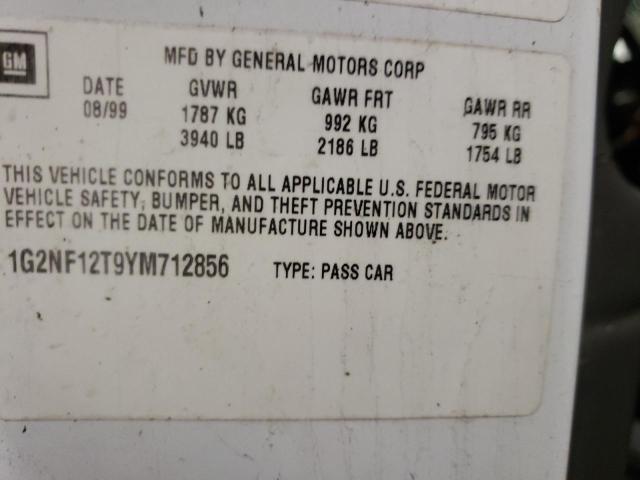 GM
MFD BY GENERAL MOTORS CORP
DATE GVWR GAWR FRT GAWR RR
08/99 1787 KG 992 KG 795 KG
3940 LB 2186 LB 1754 LB
THIS VEHICLE CONFORMS TO ALL APPLICABLE U.S. FEDERAL MOTOR
VEHICLE SAFETY, BUMPER, AND THEFT PREVENTION STANDARDS IN
EFFECT ON THE DATE OF MANUFACTURE SHOWN ABOVE.
1G2NF12T9YM712856 TYPE: PASS CAR